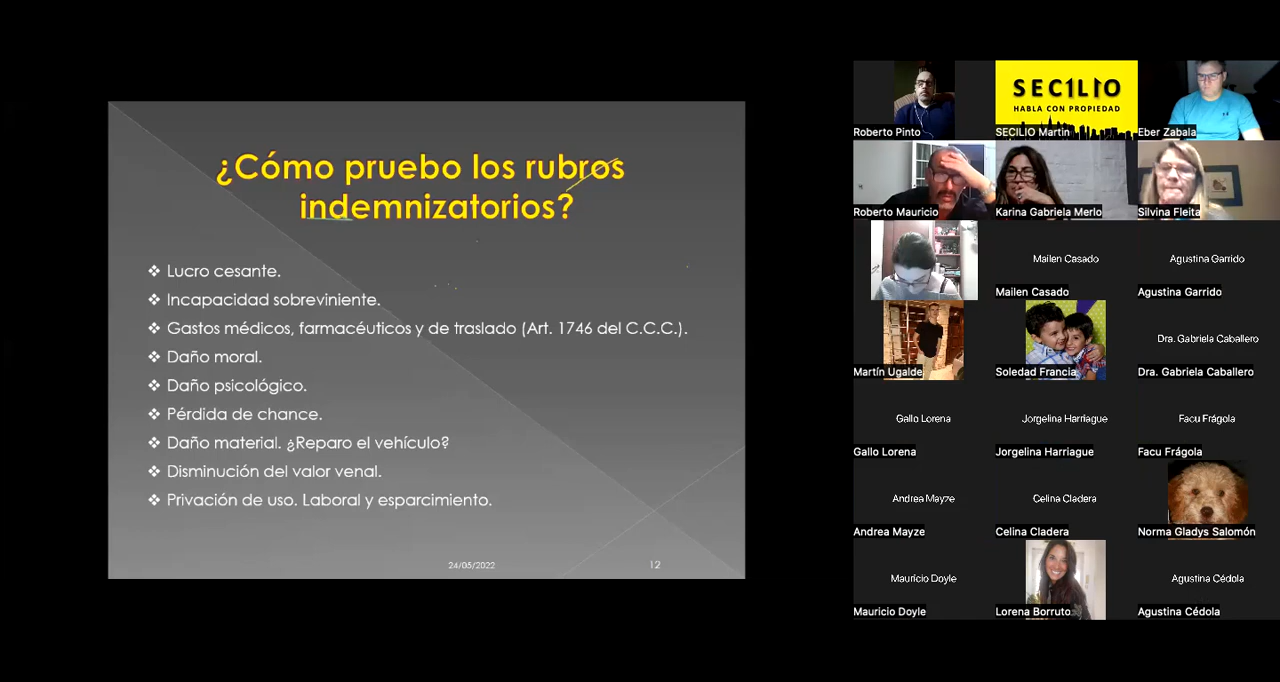 ¿Cómo pruebo los rubros
indemnizatorios?
❖ Lucro cesante.
❖ Incapacidad sobreviniente.
❖ Gastos médicos, farmacéuticos y de traslado (Art. 1746 del C.C.C.).
❖ Daño moral.
❖ Daño psicológico.
❖ Pérdida de chance.
❖ Daño material. ¿Reparo el vehículo?
❖ Disminución del valor venal.
❖ Privación de uso. Laboral y esparcimiento.
24/05/2022
12
Roberto Pinto
SEC1L1O
HABLA CON PROPIEDAD
SECILIO Martin
Eber Zabala
Roberto Mauricio
Karina Gabriela Merlo
Silvina Fleita
Mailen Casado
Mailen Casado
Agustina Garrido
Agustina Garrido
Martín Ugalde
Soledad Francia
Dra. Gabriela Caballero
Dra. Gabriela Caballero
Gallo Lorena
Gallo Lorena
Jorgelina Harriague
Jorgelina Harriague
Facu Frágola
Facu Frágola
Andrea Mayze
Andrea Mayze
Celina Cladera
Celina Cladera
Norma Gladys Salomón
Mauricio Doyle
Mauricio Doyle
Lorena Borruto
Agustina Cédola
Agustina Cédola